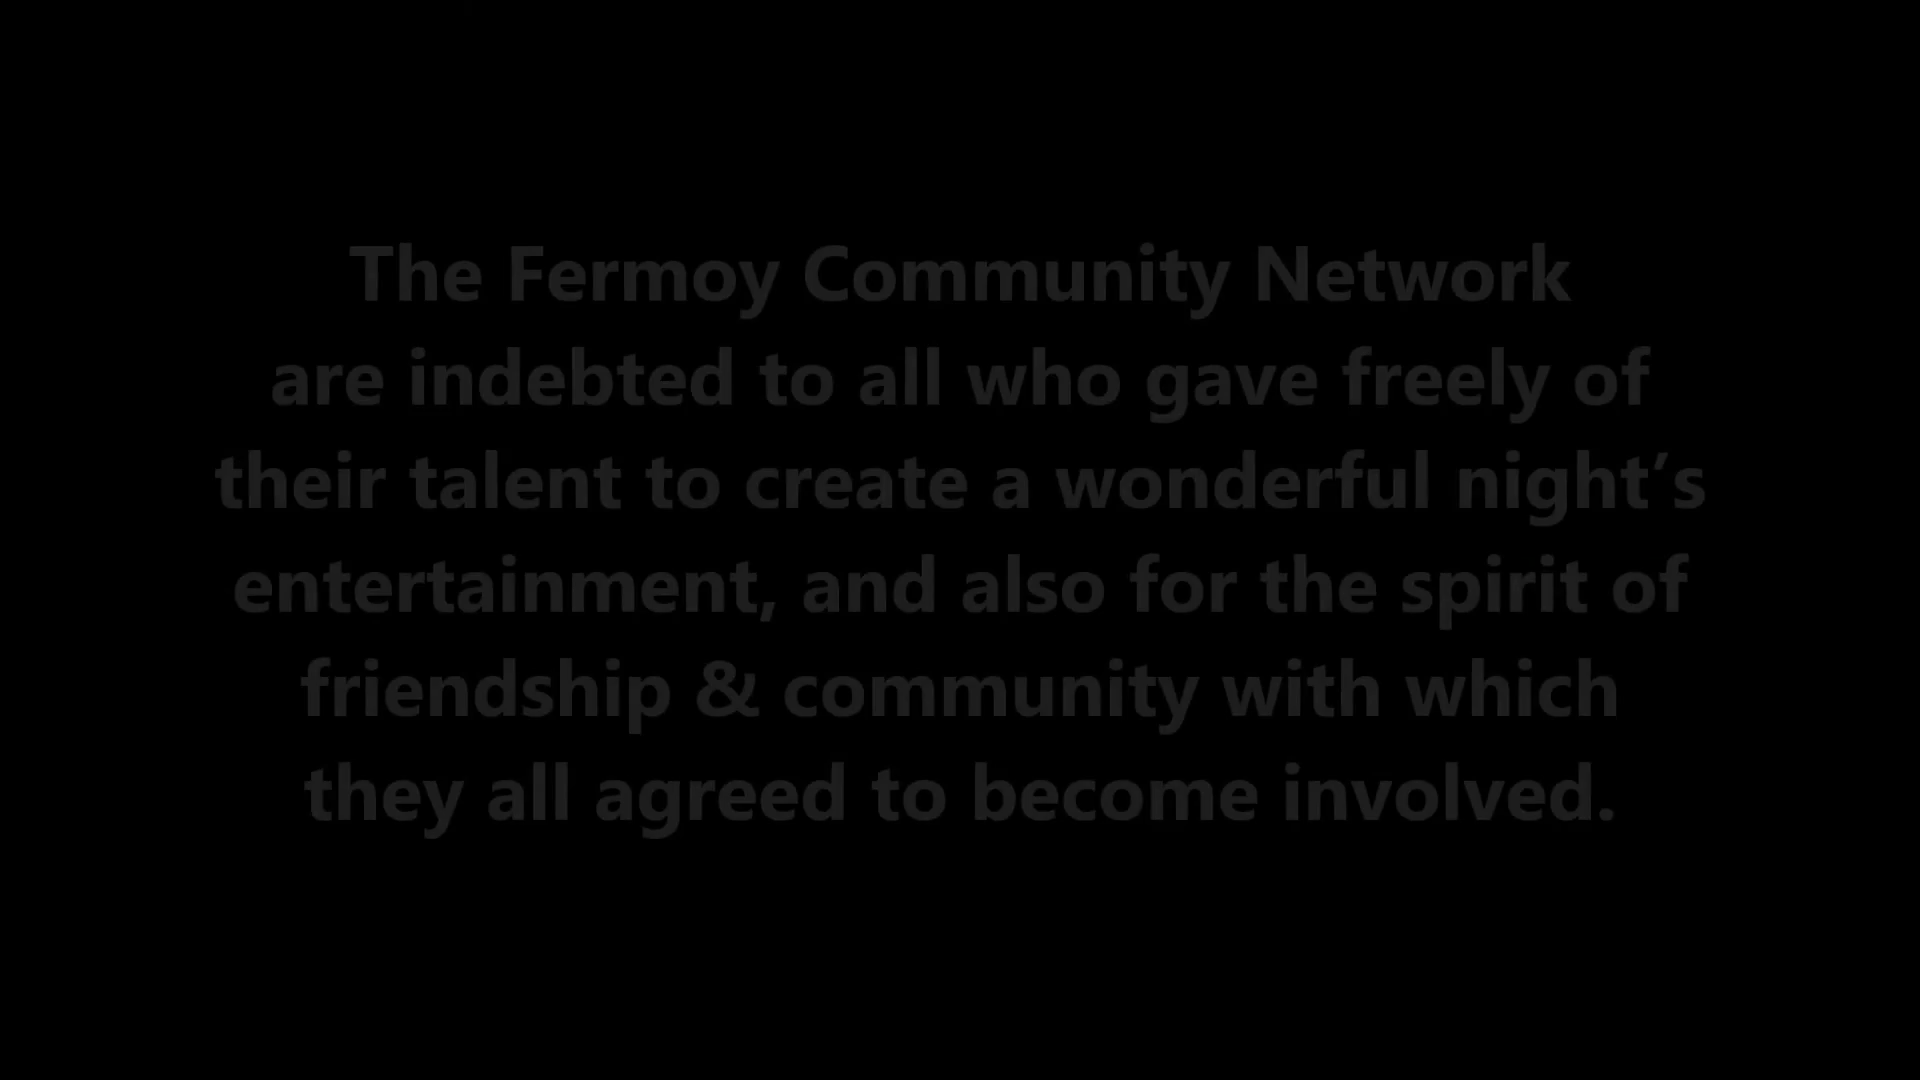 The Fermoy Community Network
are indebted to all who gave freely of
their talent to create a wonderful night’s
entertainment, and also for the spirit of
friendship & community with which
they all agreed to become involved.